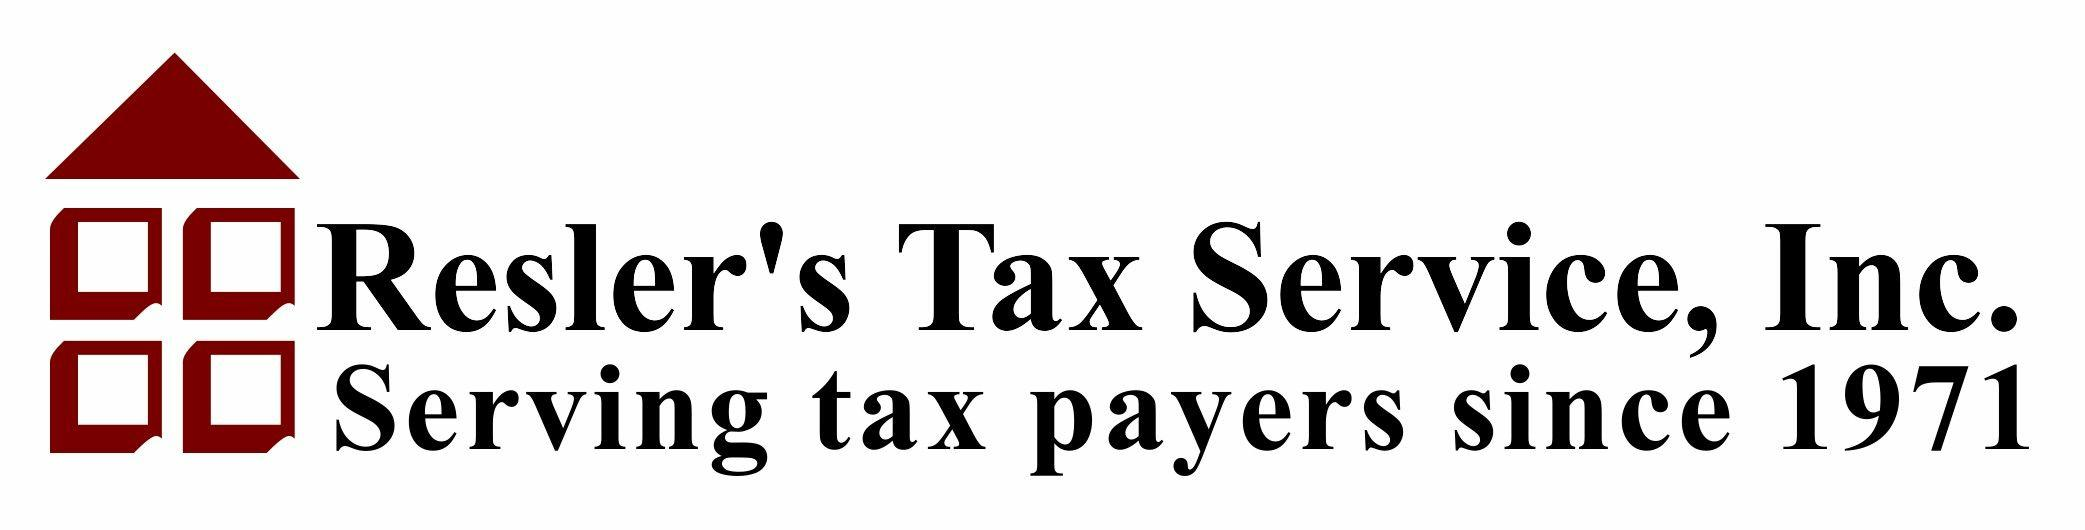 Resler's Tax Service, Inc.
Serving tax payers since 1971